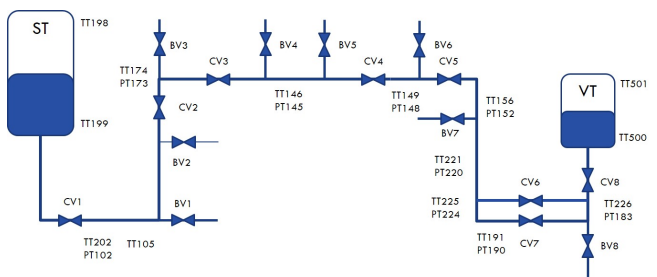 ST
TT198
TT199
CV1
TT202
PT102
TT105
BV1
BV2
CV2
TT174
PT173
BV3
CV3
BV4
TT146
PT145
BV5
CV4
TT149
PT148
BV6
CV5
TT156
PT152
BV7
TT221
PT220
TT225
PT224
CV6
TT191
PT190
CV7
VT
TT501
TT500
CV8
TT226
PT183
BV8